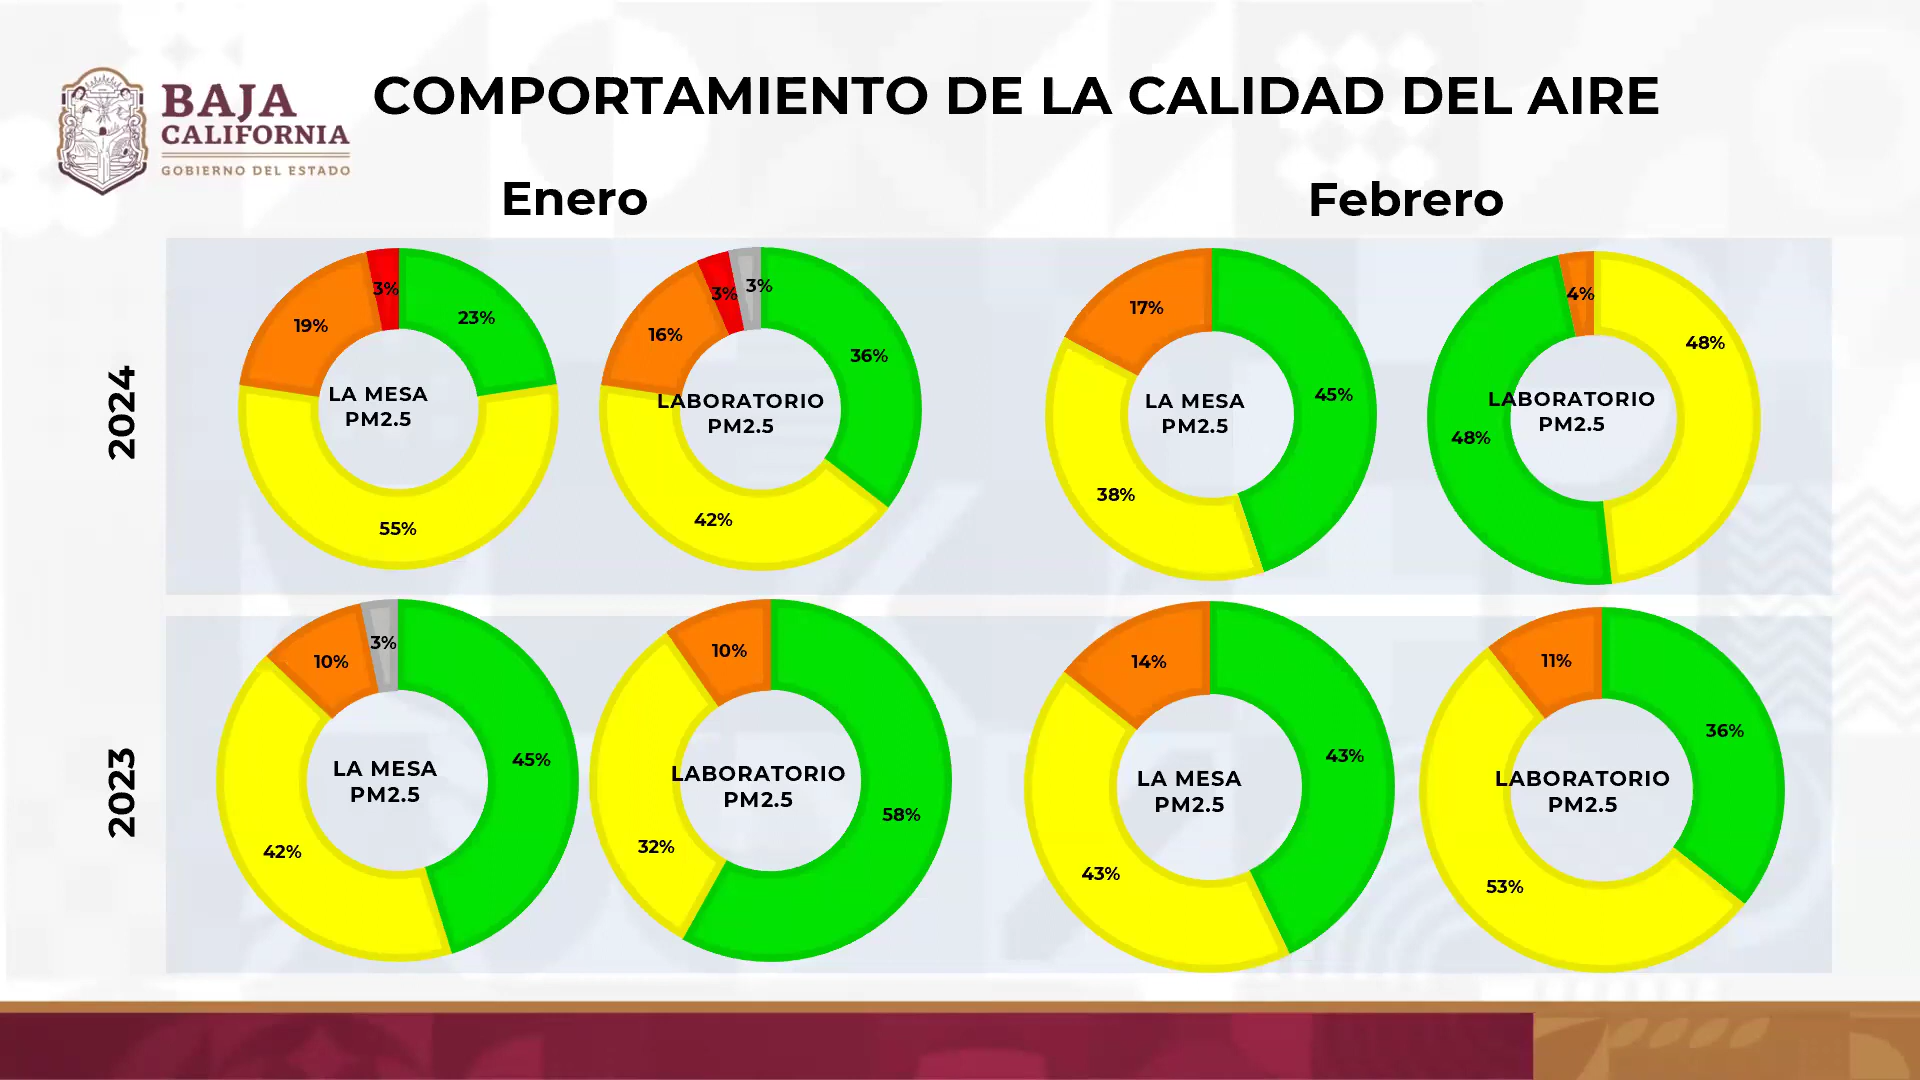 BAJA
CALIFORNIA
GOBIERNO DEL ESTADO
COMPORTAMIENTO DE LA CALIDAD DEL AIRE
Enero
Febrero
2024
3%
23%
19%
LA MESA
PM2.5
55%
3%
3%
16%
36%
LABORATORIO
PM2.5
42%
17%
45%
LA MESA
PM2.5
38%
4%
48%
LABORATORIO
PM2.5
48%
2023
3%
10%
45%
LA MESA
PM2.5
42%
10%
LABORATORIO
PM2.5
58%
32%
14%
43%
LA MESA
PM2.5
43%
11%
36%
LABORATORIO
PM2.5
53%